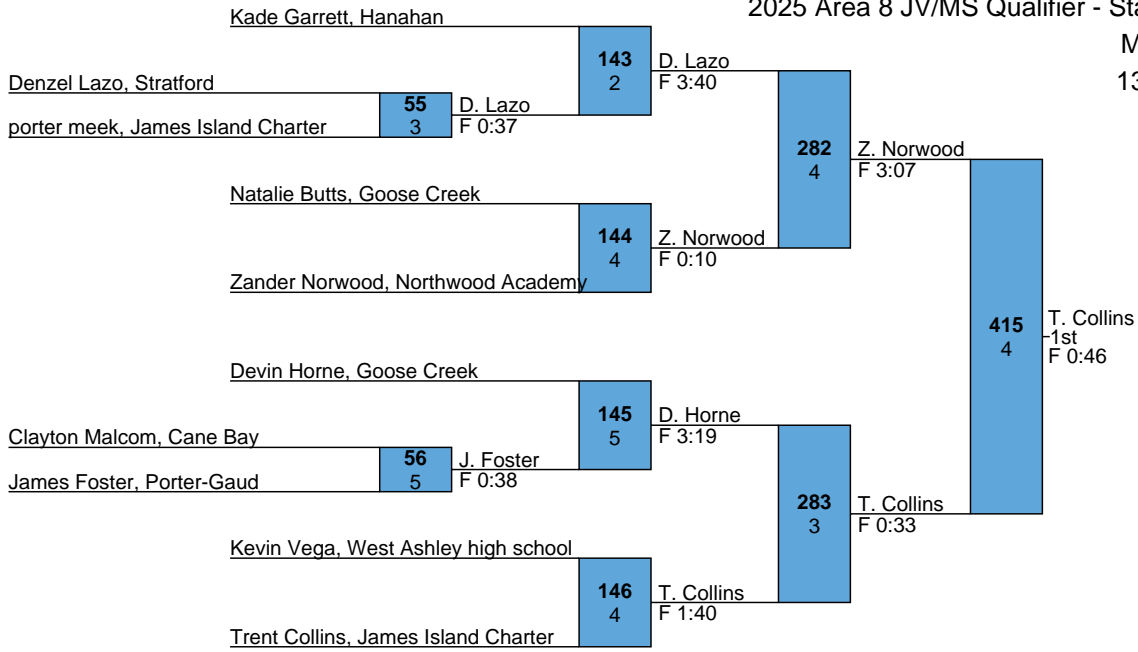 2025 Area 8 JV/MS Qualifier - Sta
M
13
Kade Garrett, Hanahan
143
2
D. Lazo
F 3:40
Denzel Lazo, Stratford
55
3
D. Lazo
F 0:37
porter meek, James Island Charter
282
4
Z. Norwood
F 3:07
Natalie Butts, Goose Creek
144
4
Z. Norwood
F 0:10
Zander Norwood, Northwood Academy
415
4
T. Collins
1st
F 0:46
Devin Horne, Goose Creek
145
5
D. Horne
F 3:19
Clayton Malcom, Cane Bay
56
5
J. Foster
F 0:38
James Foster, Porter-Gaud
283
3
T. Collins
F 0:33
Kevin Vega, West Ashley high school
146
4
T. Collins
F 1:40
Trent Collins, James Island Charter